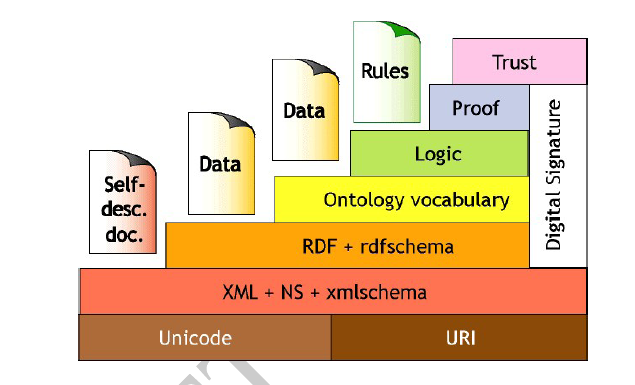 Rules
Trust
Data
Proof
Data
Logic
Self-
desc.
doc.
Ontology vocabulary
Digital Signature
RDF + rdfschema
XML + NS + xmlschema
Unicode
URI